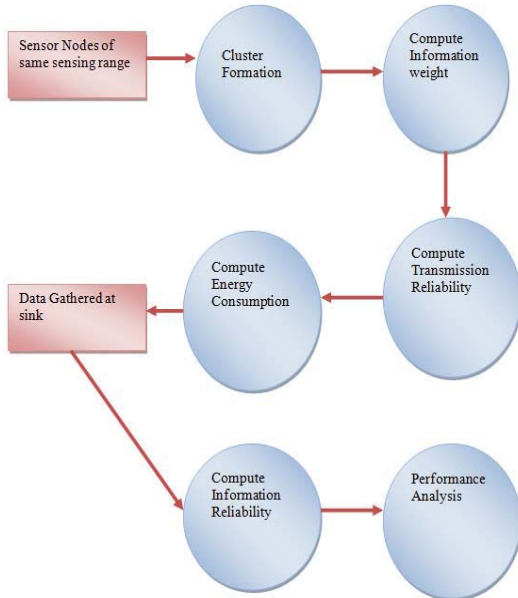 Sensor Nodes of
same sensing range
Cluster
Formation
Compute
Information
weight
Compute
Transmission
Reliability
Compute
Energy
Consumption
Data Gathered at
sink
Compute
Information
Reliability
Performance
Analysis